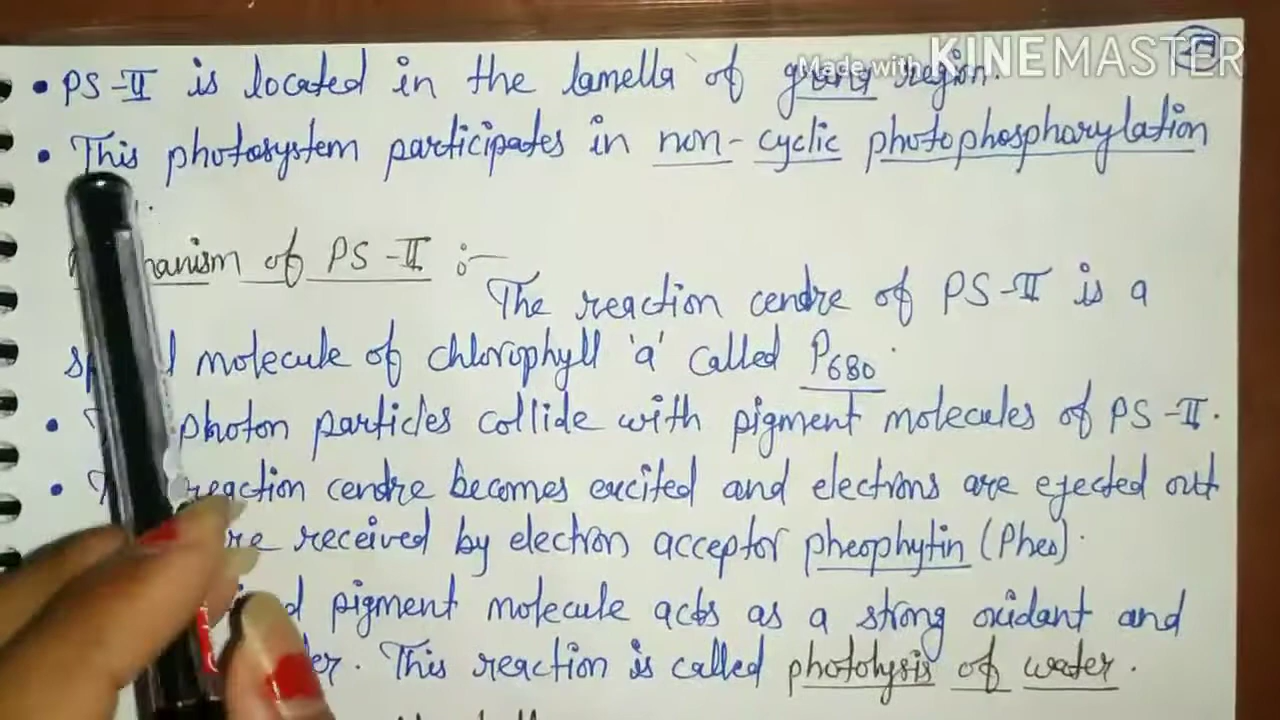 Made with KINEMASTER
• PS-II is located in the lamella of grana region.
• This photosystem participates in non-cyclic photophosphorylation
hanism of PS-II :-
The reaction centre of PS-II is a
molecule of chlorophyll 'a' called P680.
• photon particles collide with pigment molecules of PS-II.
• reaction centre becomes excited and electrons are ejected out
re received by electron acceptor pheophytin (Pheo).
pigment molecule acts as a strong oxidant and
ter. This reaction is called photolysis of water.